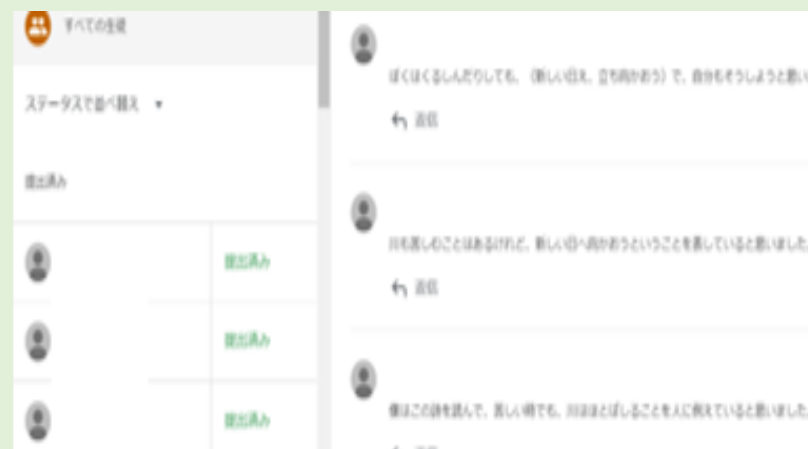 すべての生徒
ステータスで並べ替え
提出済み
提出済み
提出済み
提出済み
ぼくはくるしんだりしても、（新しい日え、立ち向かおう）で、自分もそうしようと思い
返信
川も苦しむことはあるけれど、新しい日へ向かおうということを表していると思いました。
返信
僕はこの詩を読んで、苦しい時でも、川はほとばしることを人に例えていると思いました。